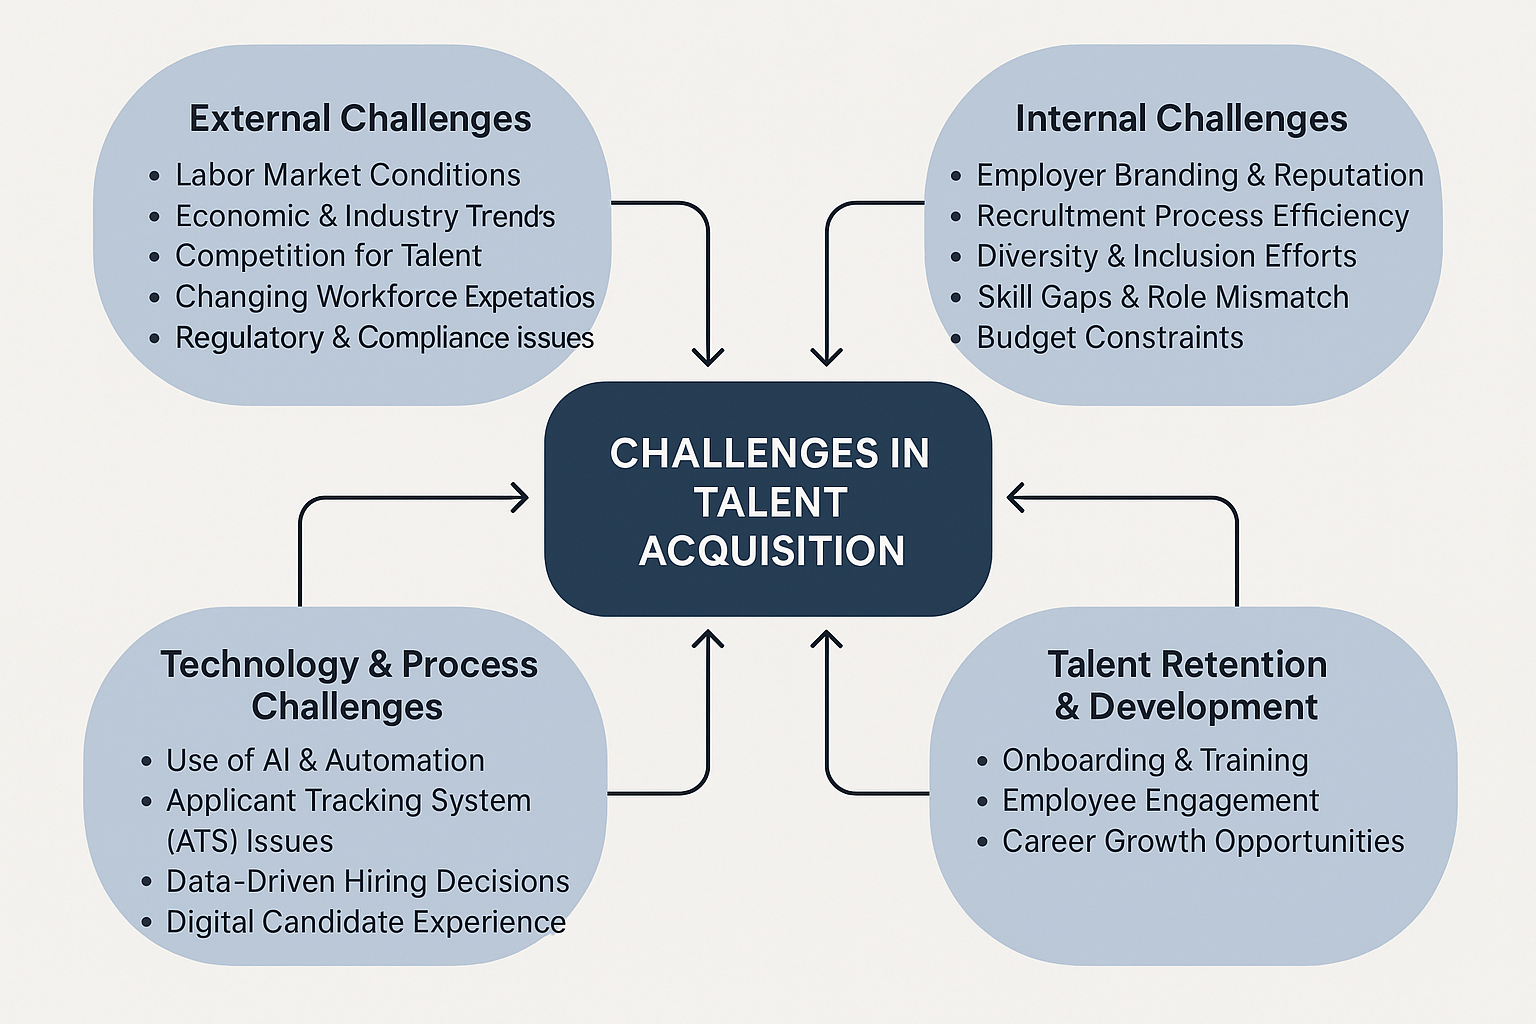 External Challenges
• Labor Market Conditions
• Economic & Industry Trends
• Competition for Talent
• Changing Workforce Expetatios
• Regulatory & Compliance issues
Internal Challenges
• Employer Branding & Reputation
• Recrultment Process Efficiency
• Diversity & Inclusion Efforts
• Skill Gaps & Role Mismatch
• Budget Constraints
CHALLENGES IN
TALENT
ACQUISITION
Technology & Process
Challenges
• Use of AI & Automation
• Applicant Tracking System
(ATS) Issues
• Data-Driven Hiring Decisions
• Digital Candidate Experience
Talent Retention
& Development
• Onboarding & Training
• Employee Engagement
• Career Growth Opportunities